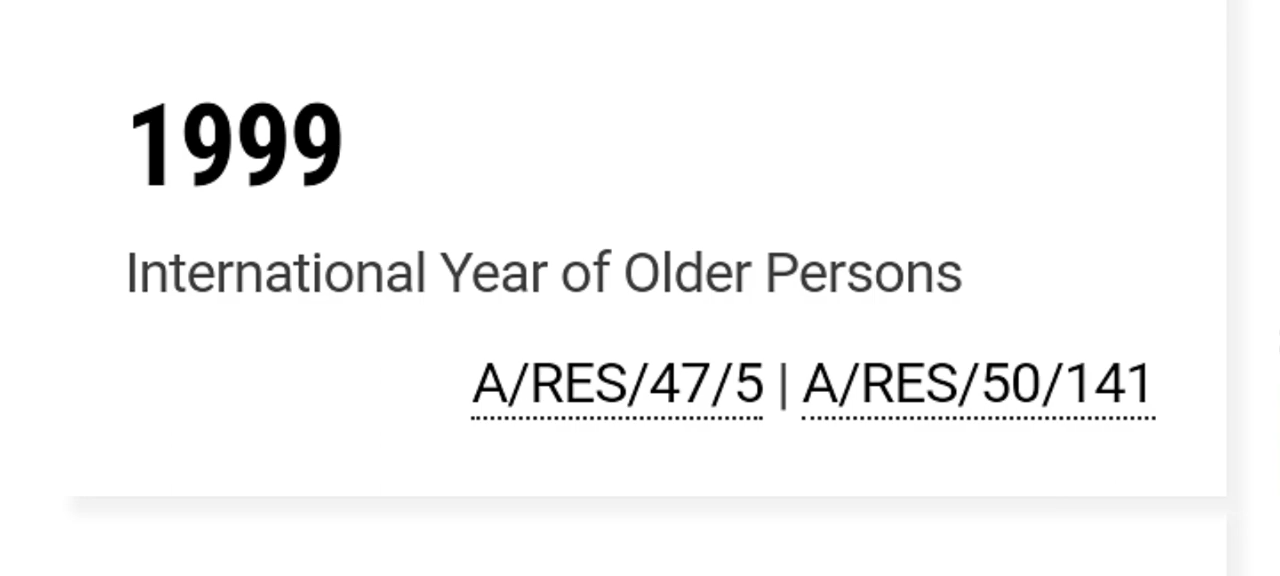 1999
International Year of Older Persons
A/RES/47/5 | A/RES/50/141